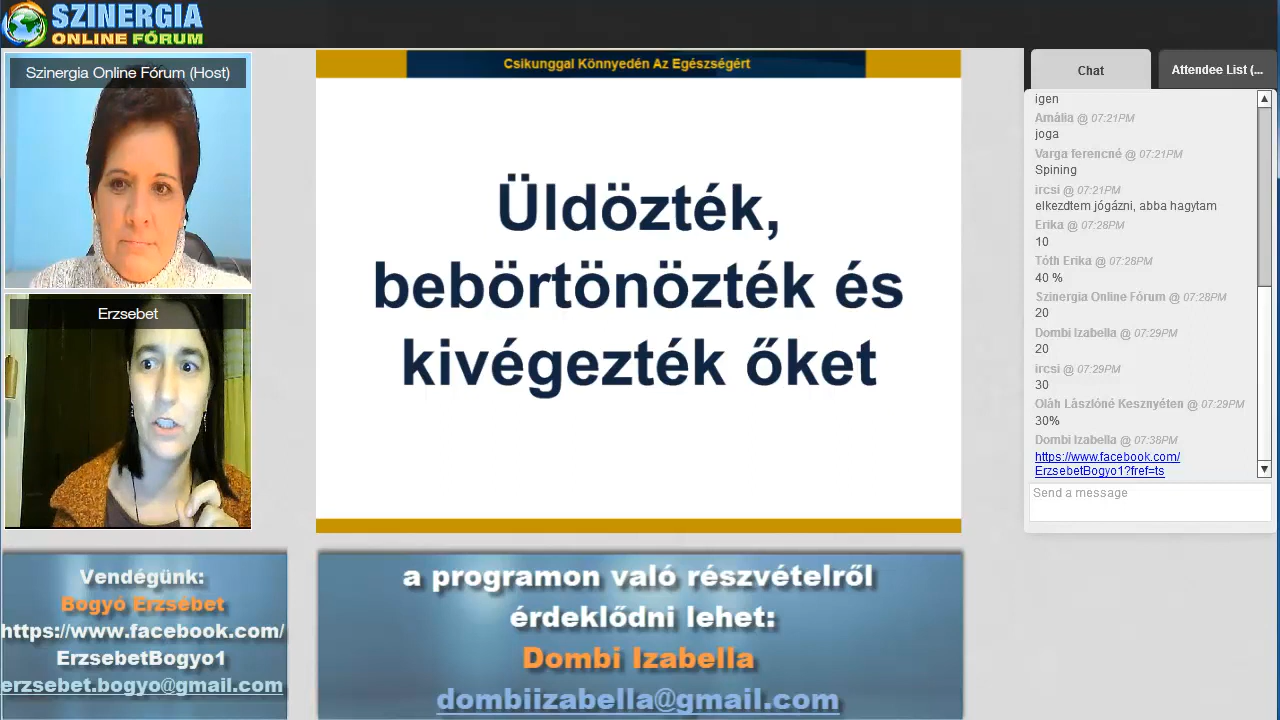 SZINERGIA
ONLINE FÓRUM
Szinergia Online Fórum (Host)
Erzsebet
Csikunggal Könnyedén Az Egészségért
Üldözték,
bebörtönözték és
kivégezték őket
Chat
Attendee List (...
igen
Amália @ 07:21PM
joga
Varga ferencné @ 07:21PM
Spining
ircsi @ 07:21PM
elkezdtem jógázni, abba hagytam
Erika @ 07:28PM
10
Tóth Erika @ 07:28PM
40 %
Szinergia Online Fórum @ 07:28PM
20
Dombi Izabella @ 07:29PM
20
ircsi @ 07:29PM
30
Oláh Lászlóné Kesznyéten @ 07:29PM
30%
Dombi Izabella @ 07:38PM
https://www.facebook.com/
ErzsebetBogyo1?fref=ts
Send a message
Vendégünk:
Bogyó Erzsébet
https://www.facebook.com/
ErzsebetBogyo1
erzsebet.bogyo@gmail.com
a programon való részvételről
érdeklődni lehet:
Dombi Izabella
dombiizabella@gmail.com